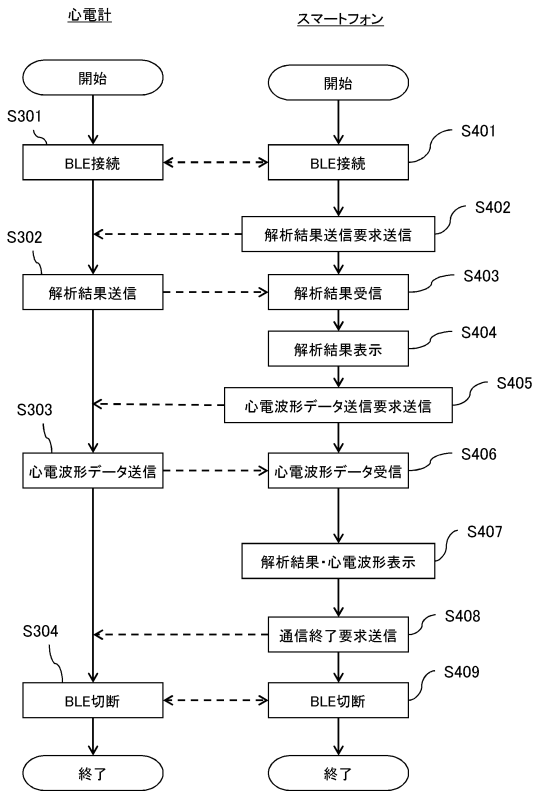 心電計
スマートフォン
開始
開始
S301
S401
BLE接続
BLE接続
S402
解析結果送信要求送信
S302
S403
解析結果送信
解析結果受信
S404
解析結果表示
S405
心電波形データ送信要求送信
S303
S406
心電波形データ送信
心電波形データ受信
S407
解析結果・心電波形表示
S408
通信終了要求送信
S304
S409
BLE切断
BLE切断
終了
終了